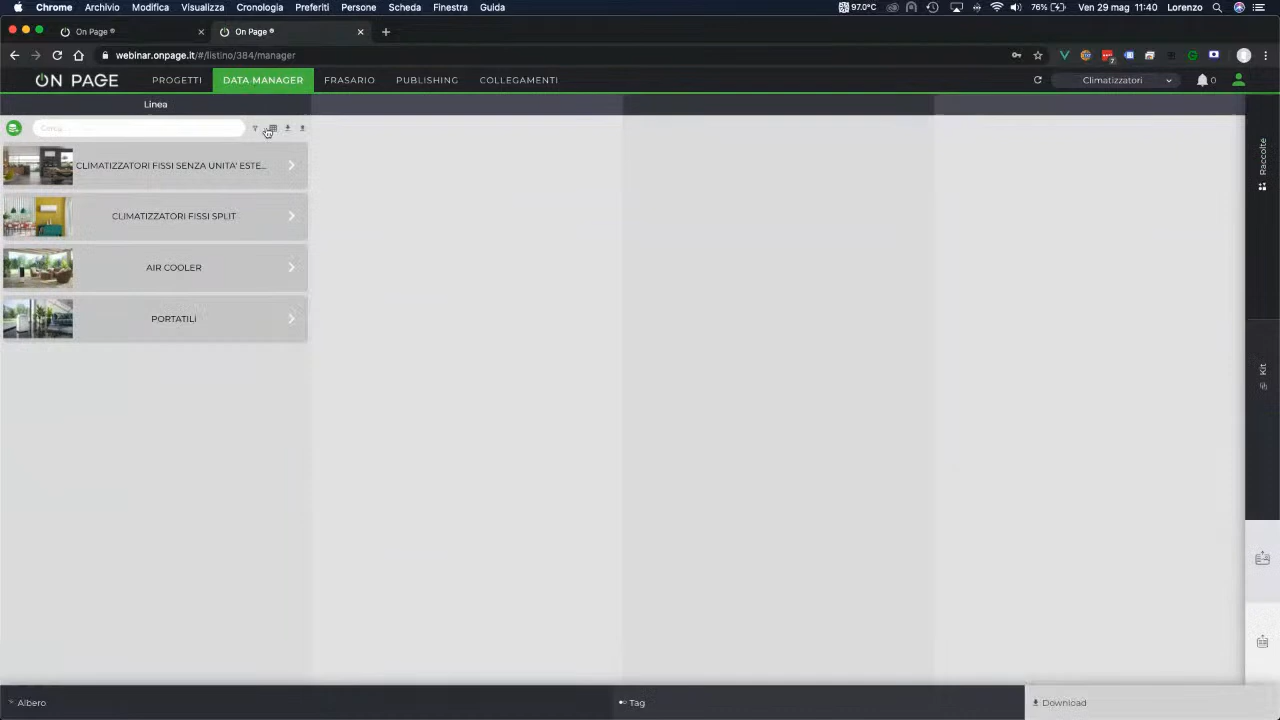 Chrome Archivio Modifica Visualizza Cronologia Preferiti Persone Scheda Finestra Guida 97.0°C 76% Ven 29 mag 11:40 Lorenzo
On Page ® On Page ®
webinar.onpage.it/#/listino/384/manager
ON PAGE PROGETTI DATA MANAGER FRASARIO PUBLISHING COLLEGAMENTI Climatizzatori 0
Linea
Cerca...
CLIMATIZZATORI FISSI SENZA UNITA' ESTE...
CLIMATIZZATORI FISSI SPLIT
AIR COOLER
PORTATILI
Raccolte
Kit
Albero Tag Download